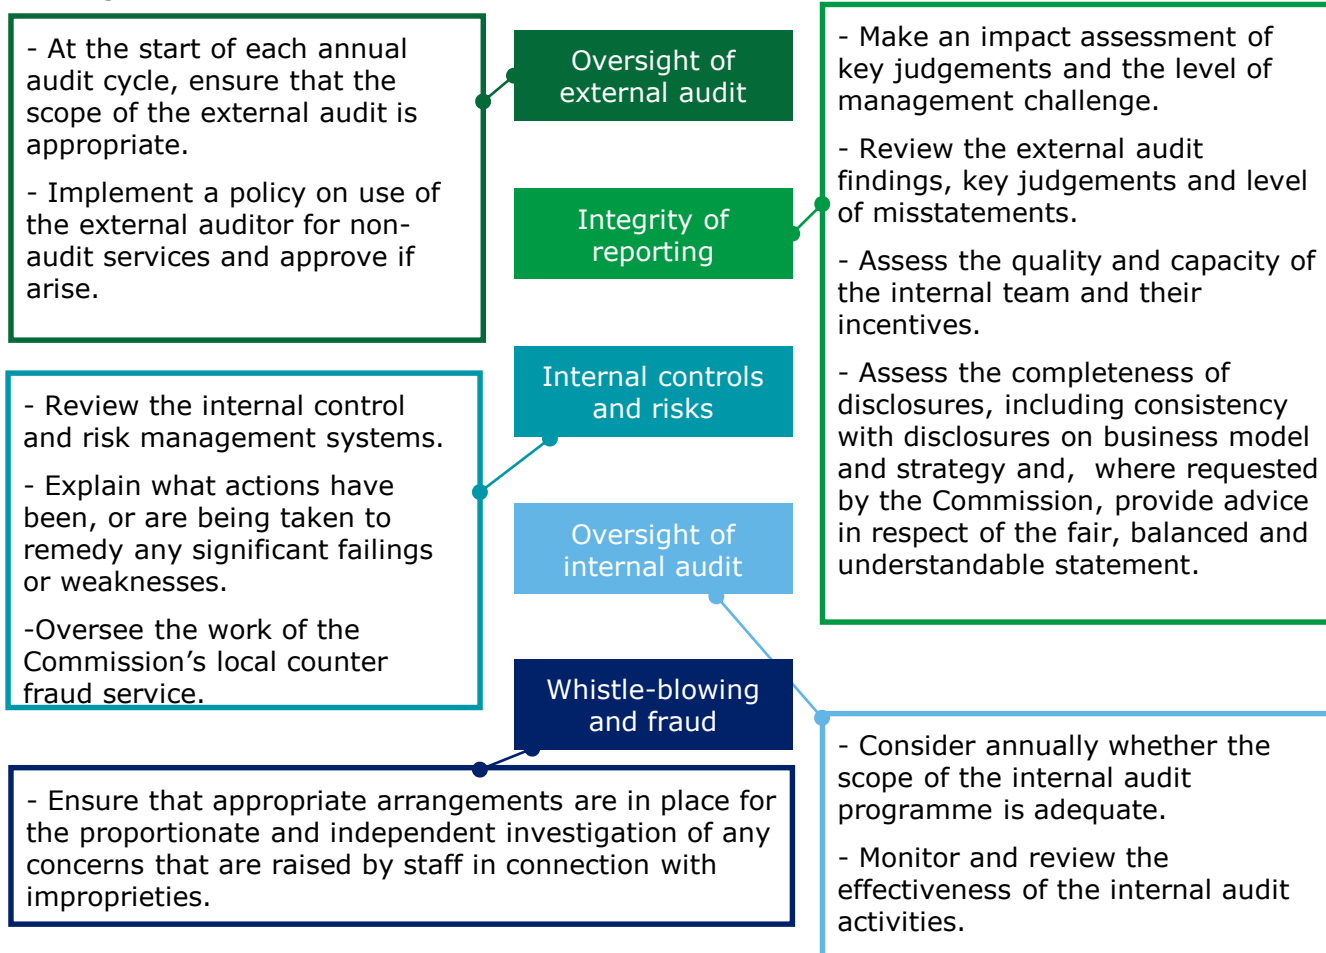 - At the start of each annual
audit cycle, ensure that the
scope of the external audit is
appropriate.
- Implement a policy on use of
the external auditor for non-
audit services and approve if
arise.
Oversight of
external audit
- Make an impact assessment of
key judgements and the level of
management challenge.
- Review the external audit
findings, key judgements and level
of misstatements.
- Assess the quality and capacity of
the internal team and their
incentives.
- Assess the completeness of
disclosures, including consistency
with disclosures on business model
and strategy and,  where requested
by the Commission, provide advice
in respect of the fair, balanced and
understandable statement.
Integrity of
reporting
Internal controls
and risks
- Review the internal control
and risk management systems.
- Explain what actions have
been, or are being taken to
remedy any significant failings
or weaknesses.
-Oversee the work of the
Commission’s local counter
fraud service.
Oversight of
internal audit
Whistle-blowing
and fraud
- Ensure that appropriate arrangements are in place for
the proportionate and independent investigation of any
concerns that are raised by staff in connection with
improprieties.
- Consider annually whether the
scope of the internal audit
programme is adequate.
- Monitor and review the
effectiveness of the internal audit
activities.